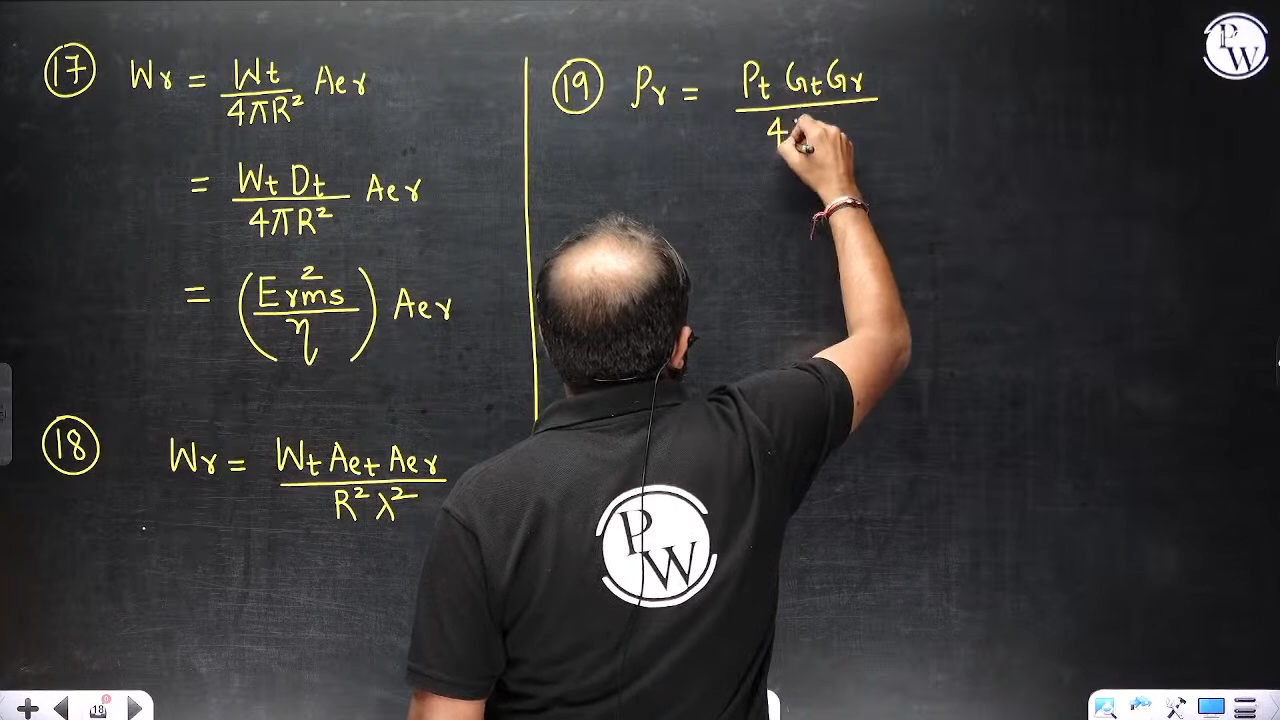 ⑰ Wr = Wt/4πR² Aer
= Wt Dt/4πR² Aer
= (E²rms/η) Aer
⑱ Wr = Wt Aet Aer/R² λ²
⑲ Pr = Pt Gt Gr/4
PW
PW
18